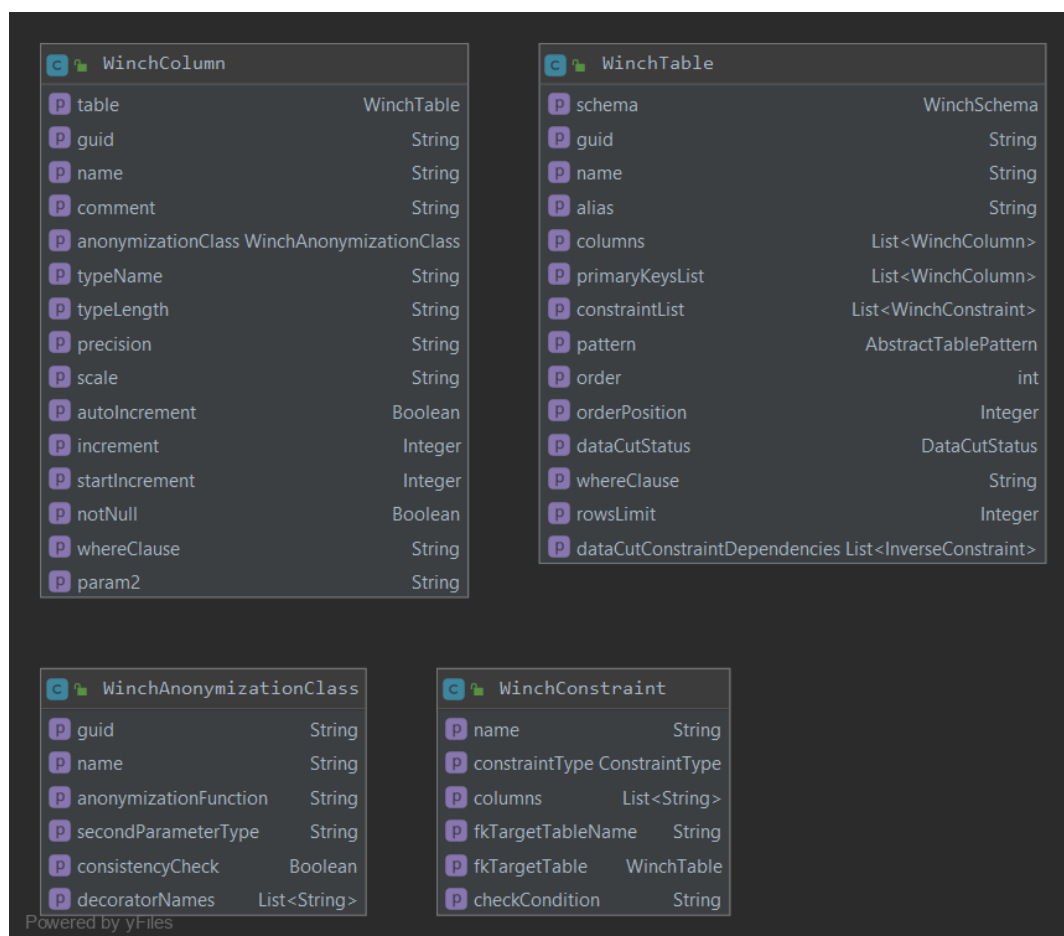 WinchColumn
table WinchTable
guid String
name String
comment String
anonymizationClass WinchAnonymizationClass
typeName String
typeLength String
precision String
scale String
autoIncrement Boolean
increment Integer
startIncrement Integer
notNull Boolean
whereClause String
param2 String
WinchTable
schema WinchSchema
guid String
name String
alias String
columns List<WinchColumn>
primaryKeysList List<WinchColumn>
constraintList List<WinchConstraint>
pattern AbstractTablePattern
order int
orderPosition Integer
dataCutStatus DataCutStatus
whereClause String
rowsLimit Integer
dataCutConstraintDependencies List<InverseConstraint>
WinchAnonymizationClass
guid String
name String
anonymizationFunction String
secondParameterType String
consistencyCheck Boolean
decoratorNames List<String>
WinchConstraint
name String
constraintType ConstraintType
columns List<String>
fkTargetTableName String
fkTargetTable WinchTable
checkCondition String
Powered by yFiles